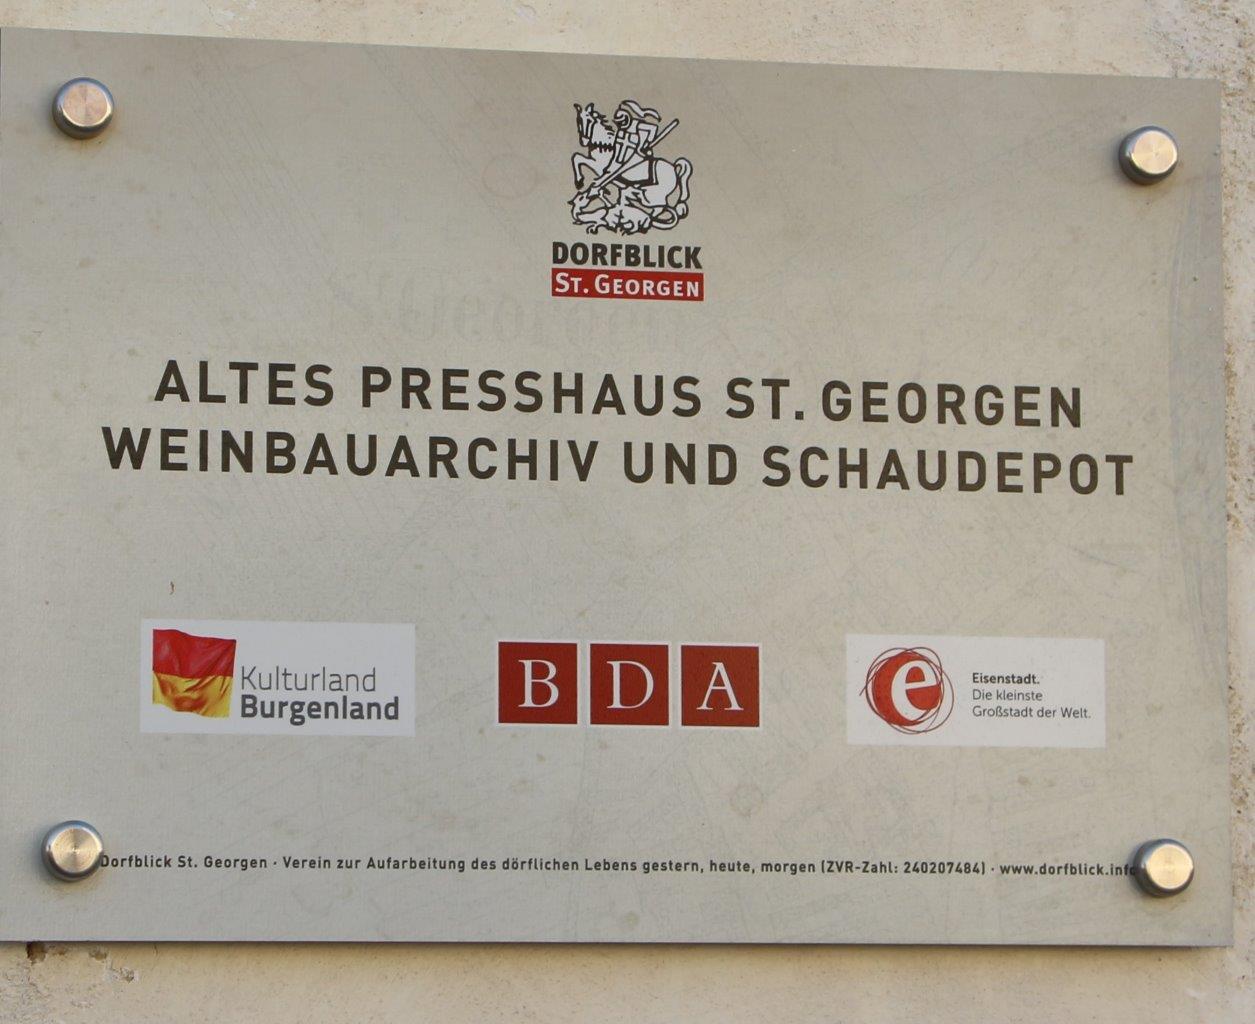 DORFBLICK
ST. GEORGEN
ALTES PRESSHAUS ST. GEORGEN
WEINBAUARCHIV UND SCHAUDEPOT
Kulturland
Burgenland
BDA
e
Eisenstadt.
Die kleinste
Großstadt der Welt.
Dorfblick St. Georgen · Verein zur Aufarbeitung des dörflichen Lebens gestern, heute, morgen (ZVR-Zahl: 240207484) · www.dorfblick.info